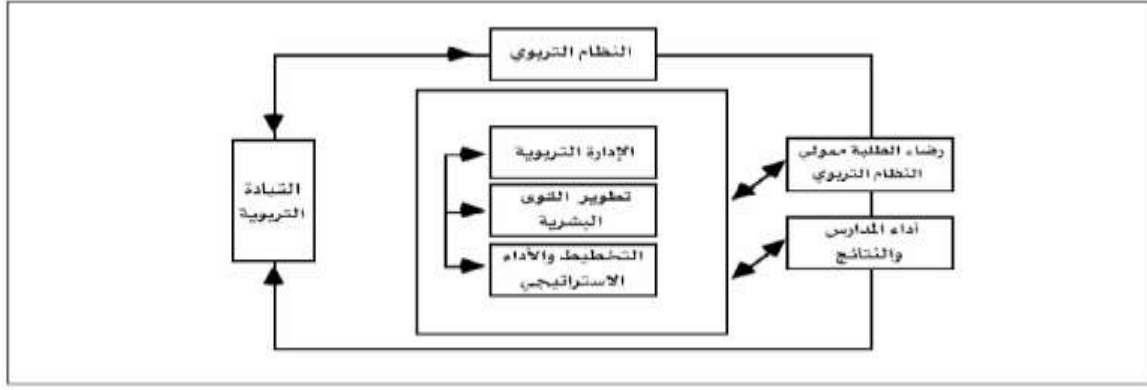 النظام التربوي
القيادة
التربوية
الإدارة التربوية
تطوير القوى
البشرية
التخطيط والأداء
الاستراتيجي
رضاء الطلبة ممولي
النظام التربوي
أداء المدارس
والنتائج